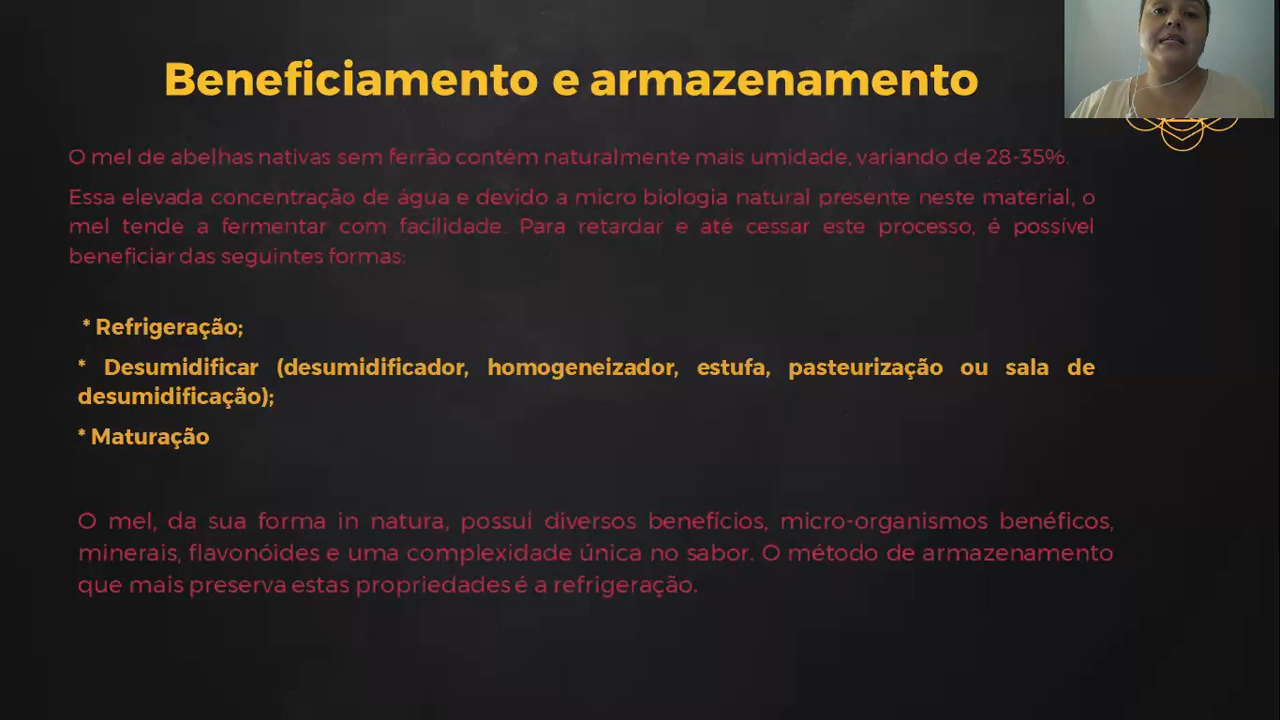 Beneficiamento e armazenamento
O mel de abelhas nativas sem ferrão contém naturalmente mais umidade, variando de 28-35%.
Essa elevada concentração de água e devido a micro biologia natural presente neste material, o
mel tende a fermentar com facilidade. Para retardar e até cessar este processo, é possível
beneficiar das seguintes formas:
* Refrigeração;
* Desumidificar (desumidificador, homogeneizador, estufa, pasteurização ou sala de
desumidificação);
* Maturação
O mel, da sua forma in natura, possui diversos benefícios, micro-organismos benéficos,
minerais, flavonóides e uma complexidade única no sabor. O método de armazenamento
que mais preserva estas propriedades é a refrigeração.